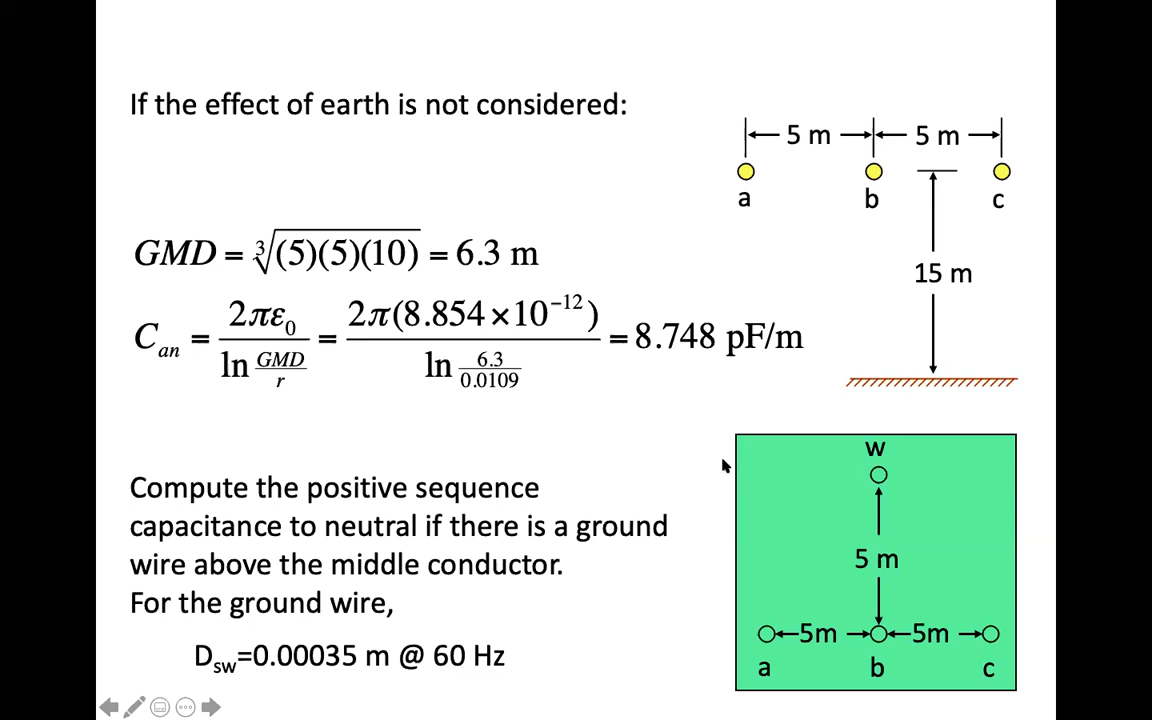 If the effect of earth is not considered:
5 m 5 m
a b c
GMD = ∛(5)(5)(10) = 6.3 m
C_an = 2πε₀ / ln(GMD/r) = 2π(8.854×10⁻¹²) / ln(6.3/0.0109) = 8.748 pF/m
15 m
Compute the positive sequence
capacitance to neutral if there is a ground
wire above the middle conductor.
For the ground wire,
D_sw=0.00035 m @ 60 Hz
w
5 m
5m 5m
a b c